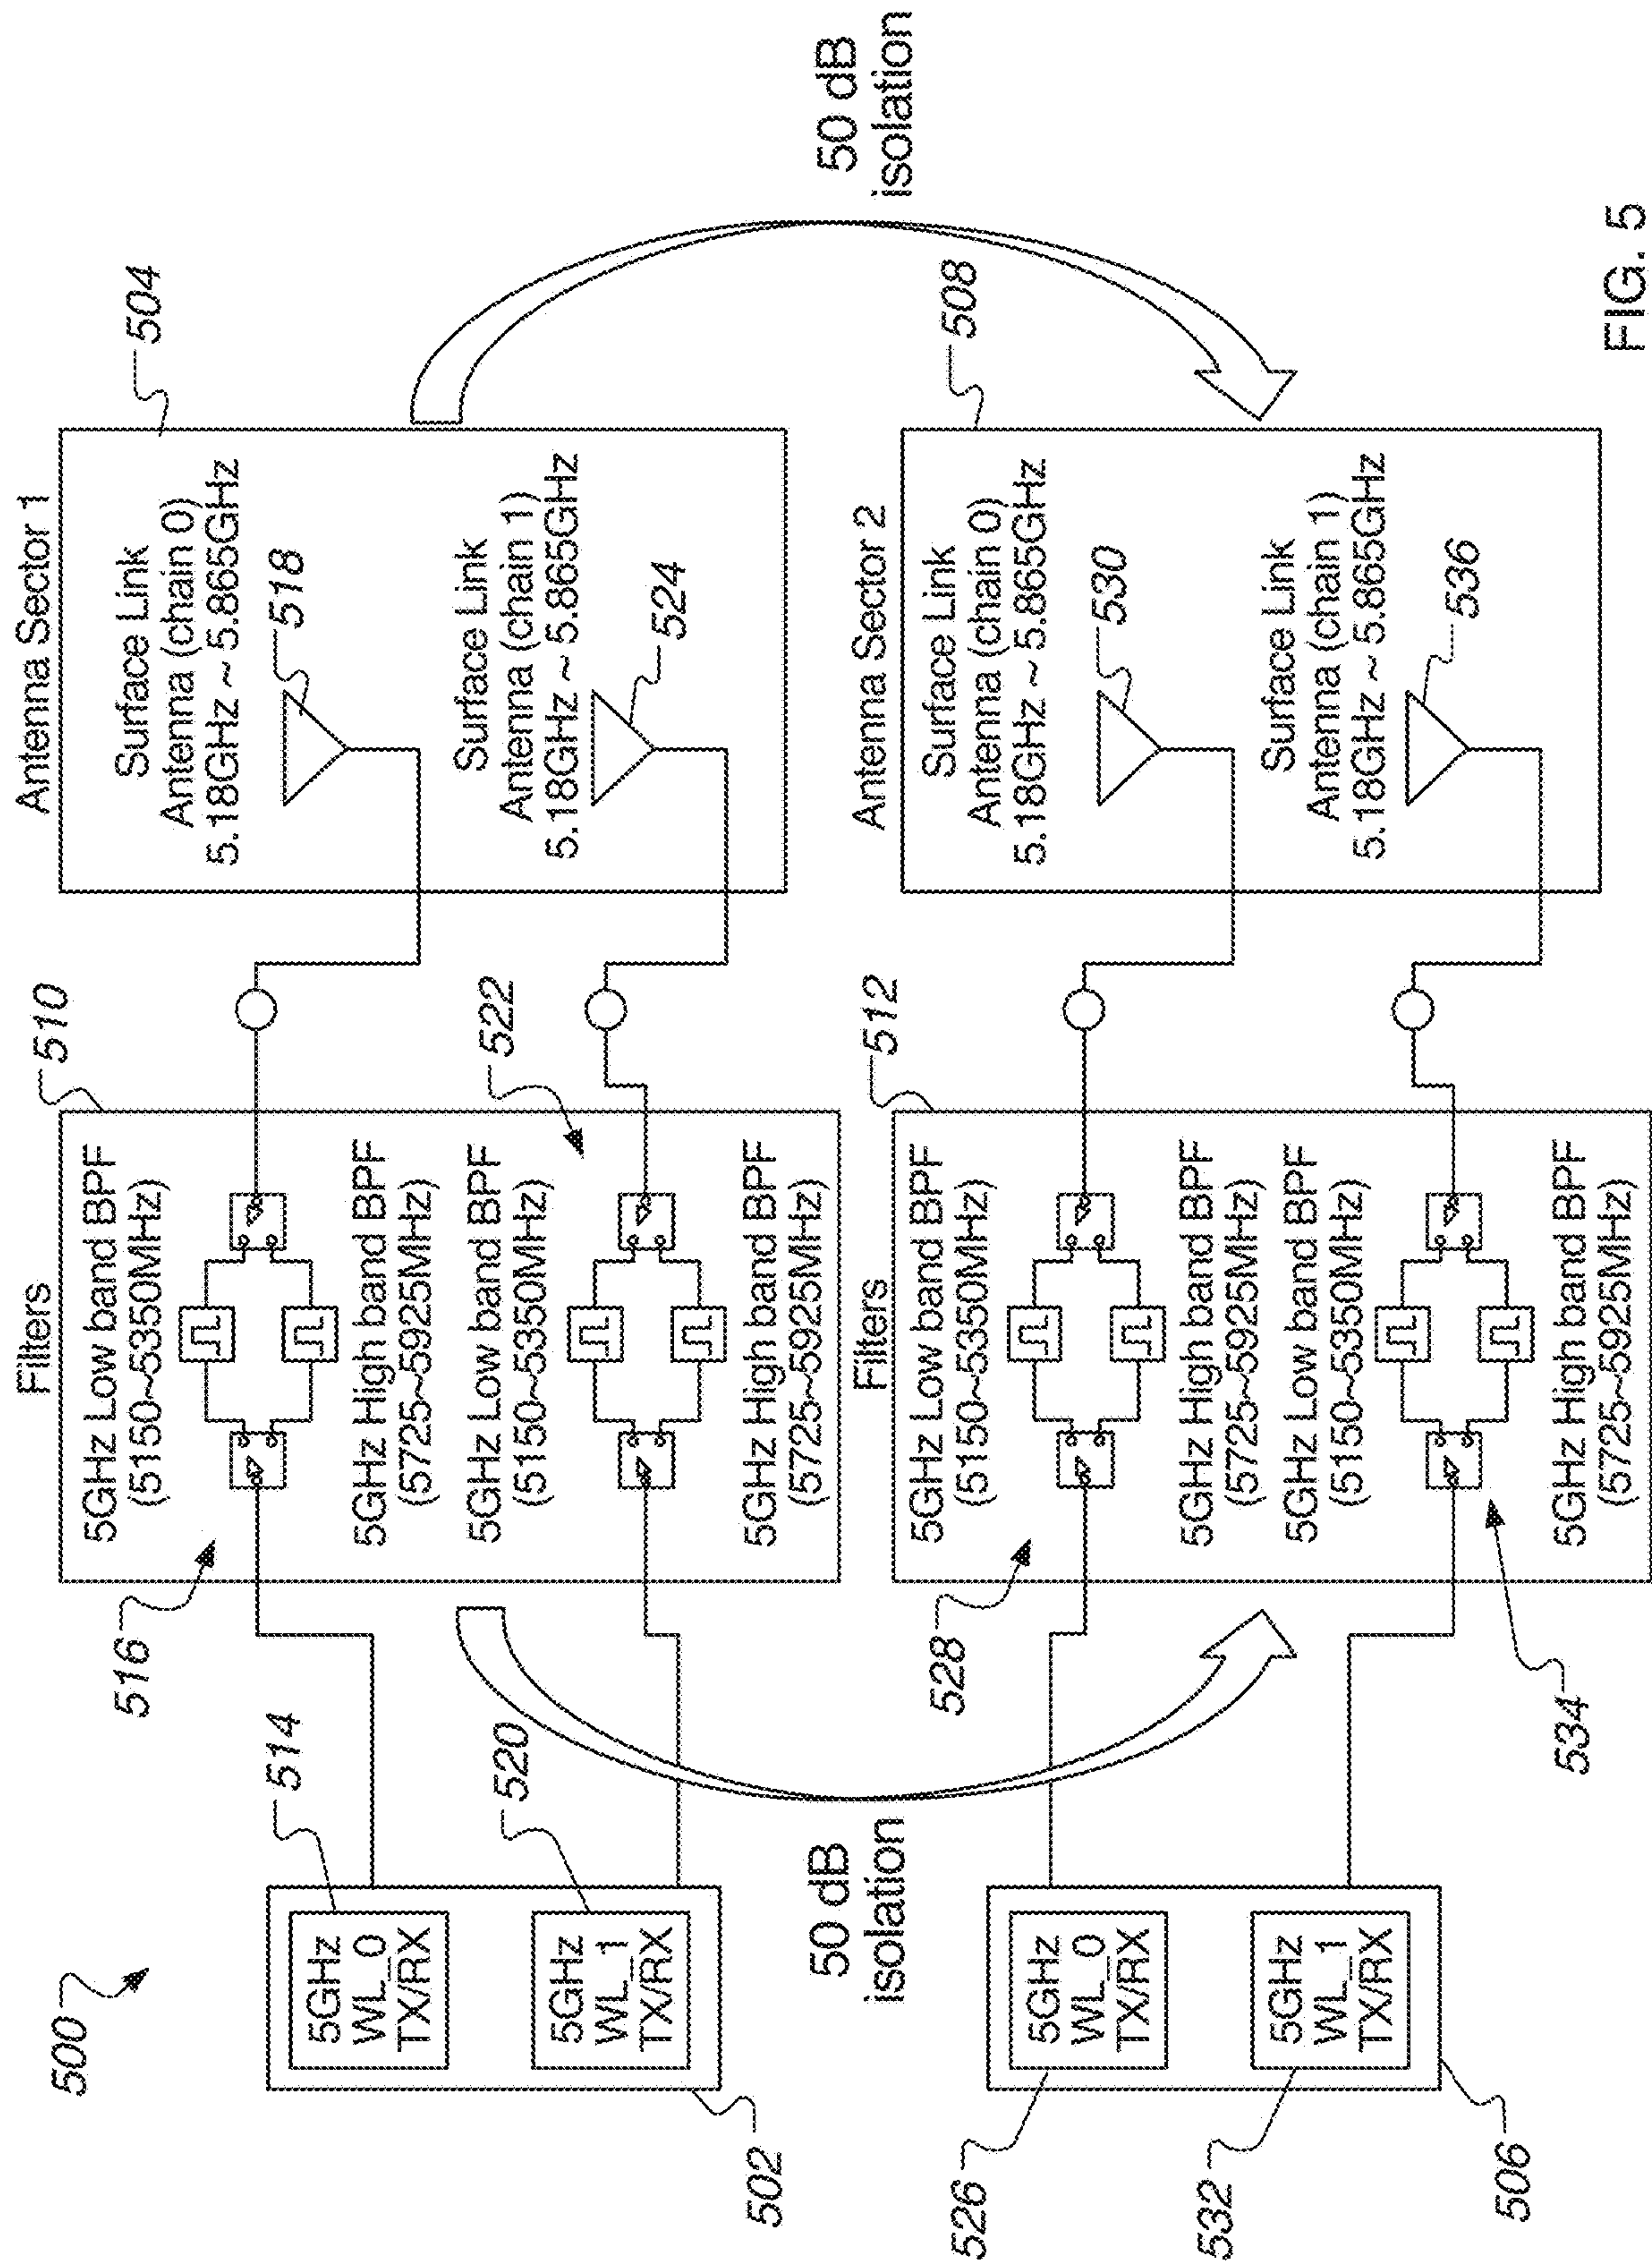 500
502
5GHz
WL_0
TX/RX
514
5GHz
WL_1
TX/RX
520
506
5GHz
WL_0
TX/RX
526
5GHz
WL_1
TX/RX
532
50 dB
isolation
Filters
510
5GHz Low band BPF
(5150~5350MHz)
516
5GHz High band BPF
(5725~5925MHz)
5GHz Low band BPF
(5150~5350MHz)
522
5GHz High band BPF
(5725~5925MHz)
Filters
512
5GHz Low band BPF
(5150~5350MHz)
528
5GHz High band BPF
(5725~5925MHz)
5GHz Low band BPF
(5150~5350MHz)
534
5GHz High band BPF
(5725~5925MHz)
Antenna Sector 1
504
Surface Link
Antenna (chain 0)
5.18GHz ~ 5.865GHz
518
Surface Link
Antenna (chain 1)
5.18GHz ~ 5.865GHz
524
Antenna Sector 2
508
Surface Link
Antenna (chain 0)
5.18GHz ~ 5.865GHz
530
Surface Link
Antenna (chain 1)
5.18GHz ~ 5.865GHz
536
50 dB
isolation
FIG. 5